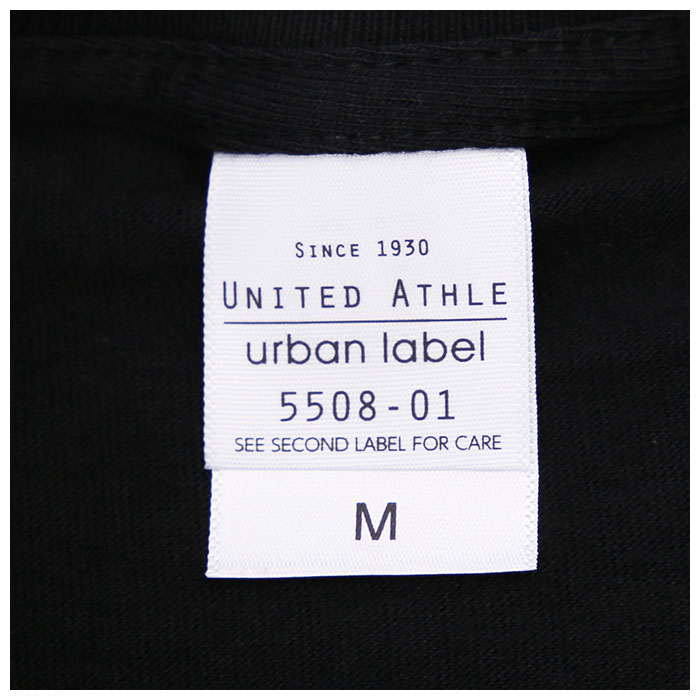 SINCE 1930
UNITED ATHLE
urban label
5508-01
SEE SECOND LABEL FOR CARE
M